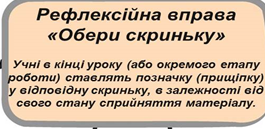 Рефлексійна вправа
«Обери скриньку»
Учні в кінці уроку (або окремого етапу
роботи) ставлять позначку (прищіпку)
у відповідну скриньку, в залежності від
свого стану сприйняття матеріалу.